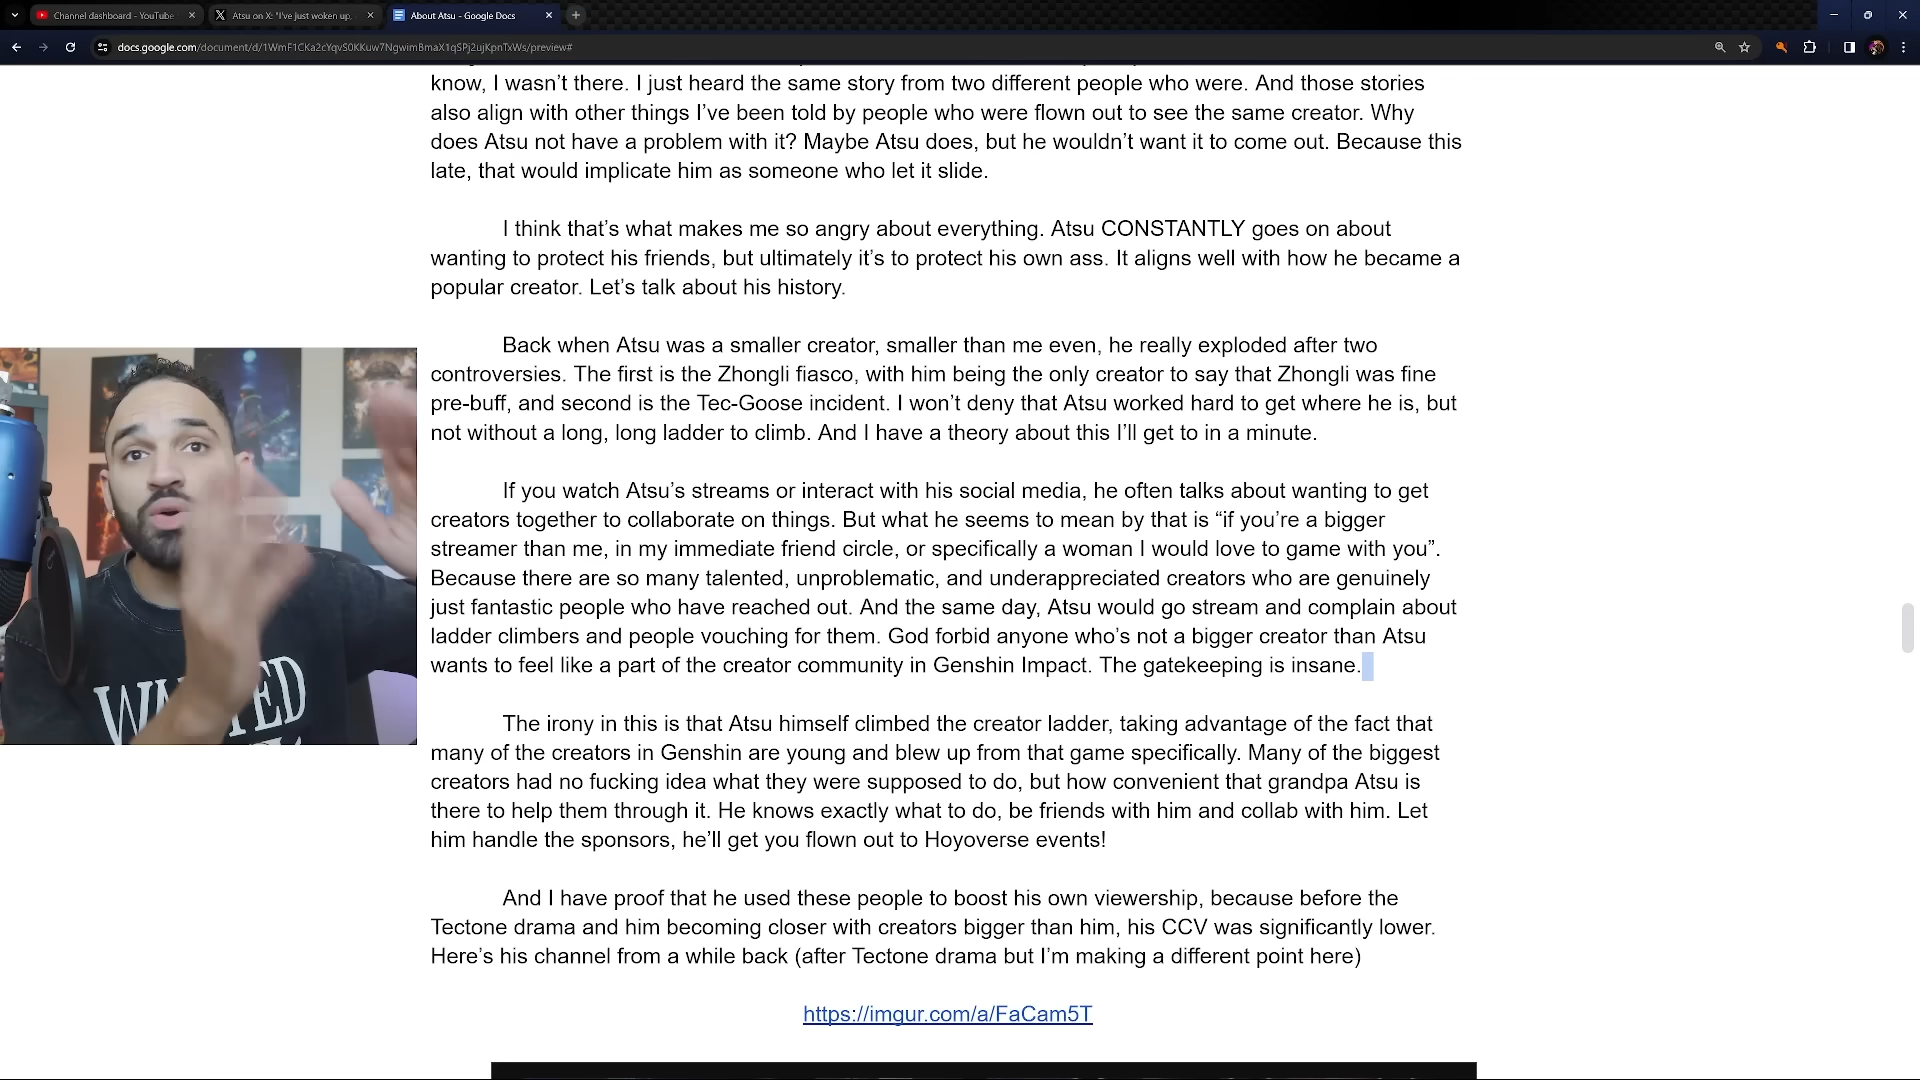 Channel dashboard - YouTube
Atsu on X: "I've just woken up,
About Atsu - Google Docs
docs.google.com/document/d/1WmF1CKa2cYqvS0KKuw7NgwimBmaX1qSPj2ujKpnTxWs/preview#
know, I wasn’t there. I just heard the same story from two different people who were. And those stories
also align with other things I’ve been told by people who were flown out to see the same creator. Why
does Atsu not have a problem with it? Maybe Atsu does, but he wouldn’t want it to come out. Because this
late, that would implicate him as someone who let it slide.
I think that’s what makes me so angry about everything. Atsu CONSTANTLY goes on about
wanting to protect his friends, but ultimately it’s to protect his own ass. It aligns well with how he became a
popular creator. Let’s talk about his history.
Back when Atsu was a smaller creator, smaller than me even, he really exploded after two
controversies. The first is the Zhongli fiasco, with him being the only creator to say that Zhongli was fine
pre-buff, and second is the Tec-Goose incident. I won’t deny that Atsu worked hard to get where he is, but
not without a long, long ladder to climb. And I have a theory about this I’ll get to in a minute.
If you watch Atsu’s streams or interact with his social media, he often talks about wanting to get
creators together to collaborate on things. But what he seems to mean by that is “if you’re a bigger
streamer than me, in my immediate friend circle, or specifically a woman I would love to game with you”.
Because there are so many talented, unproblematic, and underappreciated creators who are genuinely
just fantastic people who have reached out. And the same day, Atsu would go stream and complain about
ladder climbers and people vouching for them. God forbid anyone who’s not a bigger creator than Atsu
wants to feel like a part of the creator community in Genshin Impact. The gatekeeping is insane.
The irony in this is that Atsu himself climbed the creator ladder, taking advantage of the fact that
many of the creators in Genshin are young and blew up from that game specifically. Many of the biggest
creators had no fucking idea what they were supposed to do, but how convenient that grandpa Atsu is
there to help them through it. He knows exactly what to do, be friends with him and collab with him. Let
him handle the sponsors, he’ll get you flown out to Hoyoverse events!
And I have proof that he used these people to boost his own viewership, because before the
Tectone drama and him becoming closer with creators bigger than him, his CCV was significantly lower.
Here’s his channel from a while back (after Tectone drama but I’m making a different point here)
https://imgur.com/a/FaCam5T